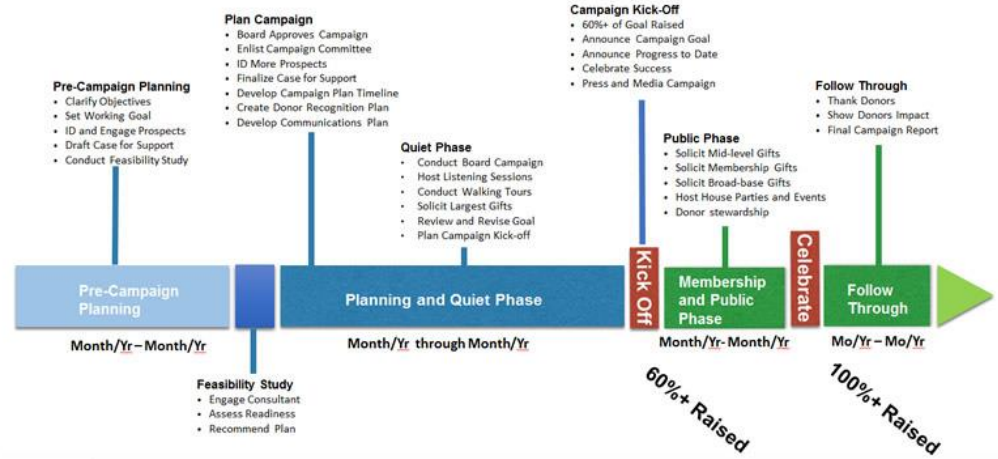 Plan Campaign
• Board Approves Campaign
• Enlist Campaign Committee
• ID More Prospects
• Finalize Case for Support
• Develop Campaign Plan Timeline
• Create Donor Recognition Plan
• Develop Communications Plan
Campaign Kick-Off
• 60%+ of Goal Raised
• Announce Campaign Goal
• Announce Progress to Date
• Celebrate Success
• Press and Media Campaign
Pre-Campaign Planning
• Clarify Objectives
• Set Working Goal
• ID and Engage Prospects
• Draft Case for Support
• Conduct Feasibility Study
Follow Through
• Thank Donors
• Show Donors Impact
• Final Campaign Report
Quiet Phase
• Conduct Board Campaign
• Host Listening Sessions
• Conduct Walking Tours
• Solicit Largest Gifts
• Review and Revise Goal
• Plan Campaign Kick-off
Public Phase
• Solicit Mid-level Gifts
• Solicit Membership Gifts
• Solicit Broad-base Gifts
• Host House Parties and Events
• Donor stewardship
Pre-Campaign
Planning
Planning and Quiet Phase
Kick Off
Membership
and Public
Phase
Celebrate
Follow
Through
Month/Yr – Month/Yr
Month/Yr through Month/Yr
Month/Yr- Month/Yr
Mo/Yr – Mo/Yr
Feasibility Study
• Engage Consultant
• Assess Readiness
• Recommend Plan
60%+ Raised
100%+ Raised